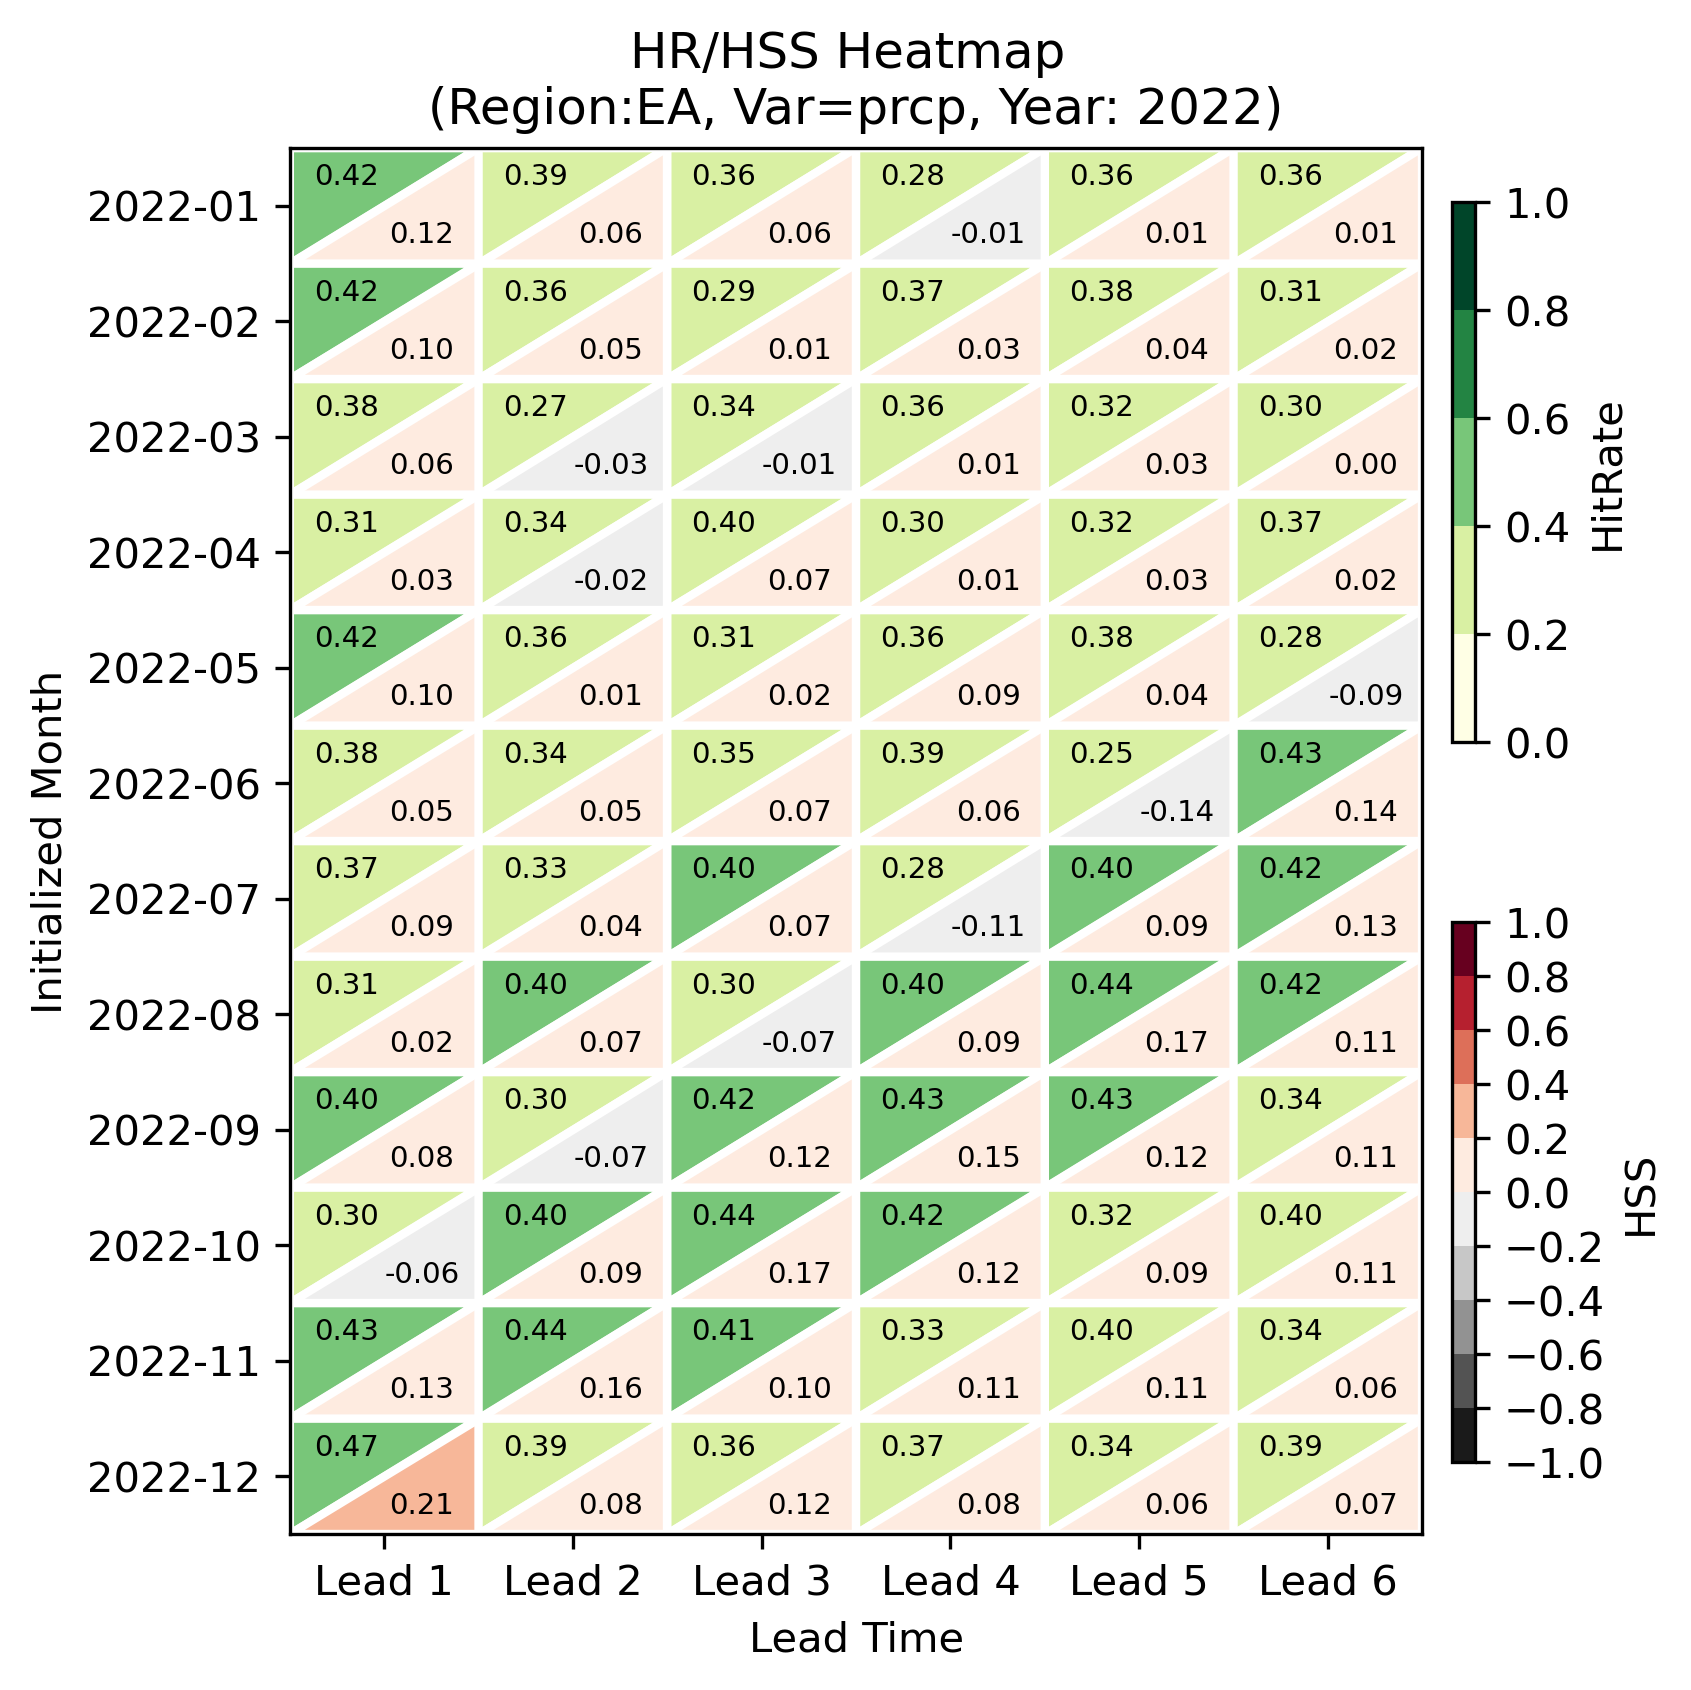 HR/HSS Heatmap
(Region:EA, Var=prcp, Year: 2022)
Initialized Month
2022-01
0.42 0.39 0.36 0.28 0.36 0.36
0.12 0.06 0.06 -0.01 0.01 0.01
2022-02
0.42 0.36 0.29 0.37 0.38 0.31
0.10 0.05 0.01 0.03 0.04 0.02
2022-03
0.38 0.27 0.34 0.36 0.32 0.30
0.06 -0.03 -0.01 0.01 0.03 0.00
2022-04
0.31 0.34 0.40 0.30 0.32 0.37
0.03 -0.02 0.07 0.01 0.03 0.02
2022-05
0.42 0.36 0.31 0.36 0.38 0.28
0.10 0.01 0.02 0.09 0.04 -0.09
2022-06
0.38 0.34 0.35 0.39 0.25 0.43
0.05 0.05 0.07 0.06 -0.14 0.14
2022-07
0.37 0.33 0.40 0.28 0.40 0.42
0.09 0.04 0.07 -0.11 0.09 0.13
2022-08
0.31 0.40 0.30 0.40 0.44 0.42
0.02 0.07 -0.07 0.09 0.17 0.11
2022-09
0.40 0.30 0.42 0.43 0.43 0.34
0.08 -0.07 0.12 0.15 0.12 0.11
2022-10
0.30 0.40 0.44 0.42 0.32 0.40
-0.06 0.09 0.17 0.12 0.09 0.11
2022-11
0.43 0.44 0.41 0.33 0.40 0.34
0.13 0.16 0.10 0.11 0.11 0.06
2022-12
0.47 0.39 0.36 0.37 0.34 0.39
0.21 0.08 0.12 0.08 0.06 0.07
Lead 1 Lead 2 Lead 3 Lead 4 Lead 5 Lead 6
Lead Time
1.0
0.8
0.6
0.4
0.2
0.0
HitRate
1.0
0.8
0.6
0.4
0.2
0.0
−0.2
−0.4
−0.6
−0.8
−1.0
HSS